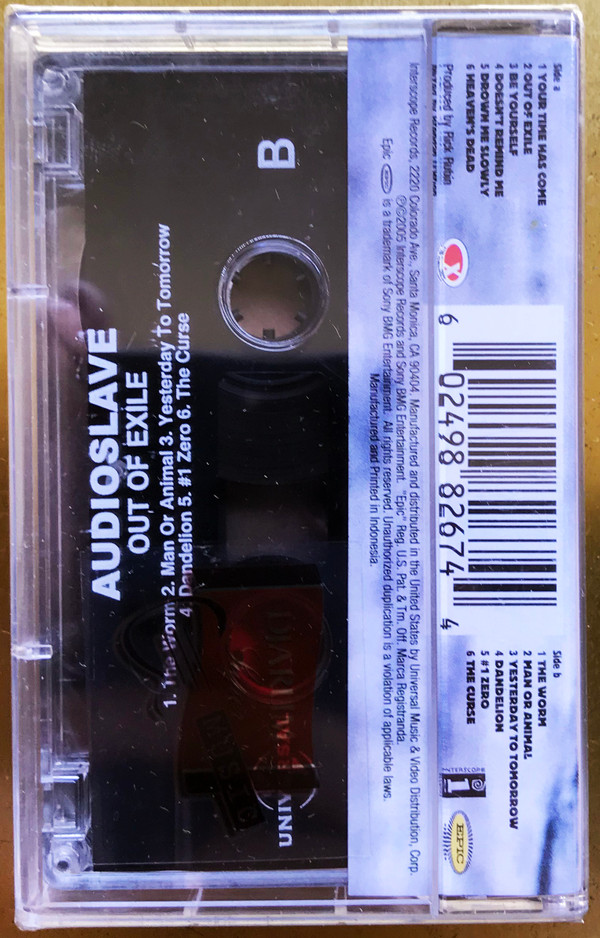 Side a
1 YOUR TIME HAS COME
2 OUT OF EXILE
3 BE YOURSELF
4 DOESN'T REMIND ME
5 DROWN ME SLOWLY
6 HEAVEN'S DEAD
Produced by Rick Rubin
6 02498 82674 4
Side b
1 THE WORM
2 MAN OR ANIMAL
3 YESTERDAY TO TOMORROW
4 DANDELION
5 #1 ZERO
6 THE CURSE
INTERSCOPE
EPIC
Interscope Records, 2220 Colorado Ave., Santa Monica, CA 90404. Manufactured and distributed in the United States by Universal Music & Video Distribution, Corp.
℗©2005 Interscope Records and Sony BMG Entertainment. "Epic" Reg. U.S. Pat. & Tm. Off. Marca Registranda.
Epic is a trademark of Sony BMG Entertainment. All rights reserved. Unauthorized duplication is a violation of applicable laws.
Manufactured and Printed in Indonesia.
B
AUDIOSLAVE
OUT OF EXILE
1. The Worm 2. Man Or Animal 3. Yesterday To Tomorrow
4. Dandelion 5. #1 Zero 6. The Curse
MUSIC